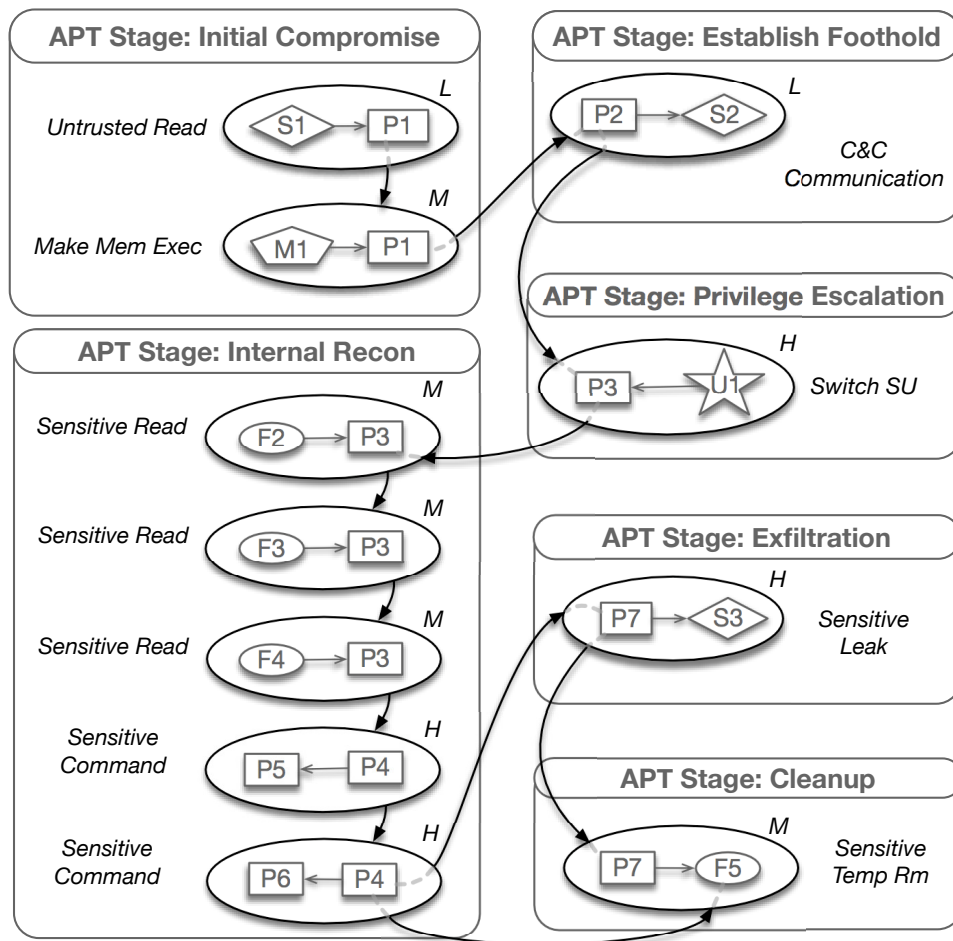 APT Stage: Initial Compromise
L
Untrusted Read
S1
P1
M
Make Mem Exec
M1
P1
APT Stage: Establish Foothold
L
P2
S2
C&C
Communication
APT Stage: Privilege Escalation
H
P3
U1
Switch SU
APT Stage: Internal Recon
M
Sensitive Read
F2
P3
M
Sensitive Read
F3
P3
M
Sensitive Read
F4
P3
H
Sensitive
Command
P5
P4
H
Sensitive
Command
P6
P4
APT Stage: Exfiltration
H
P7
S3
Sensitive
Leak
APT Stage: Cleanup
M
P7
F5
Sensitive
Temp Rm